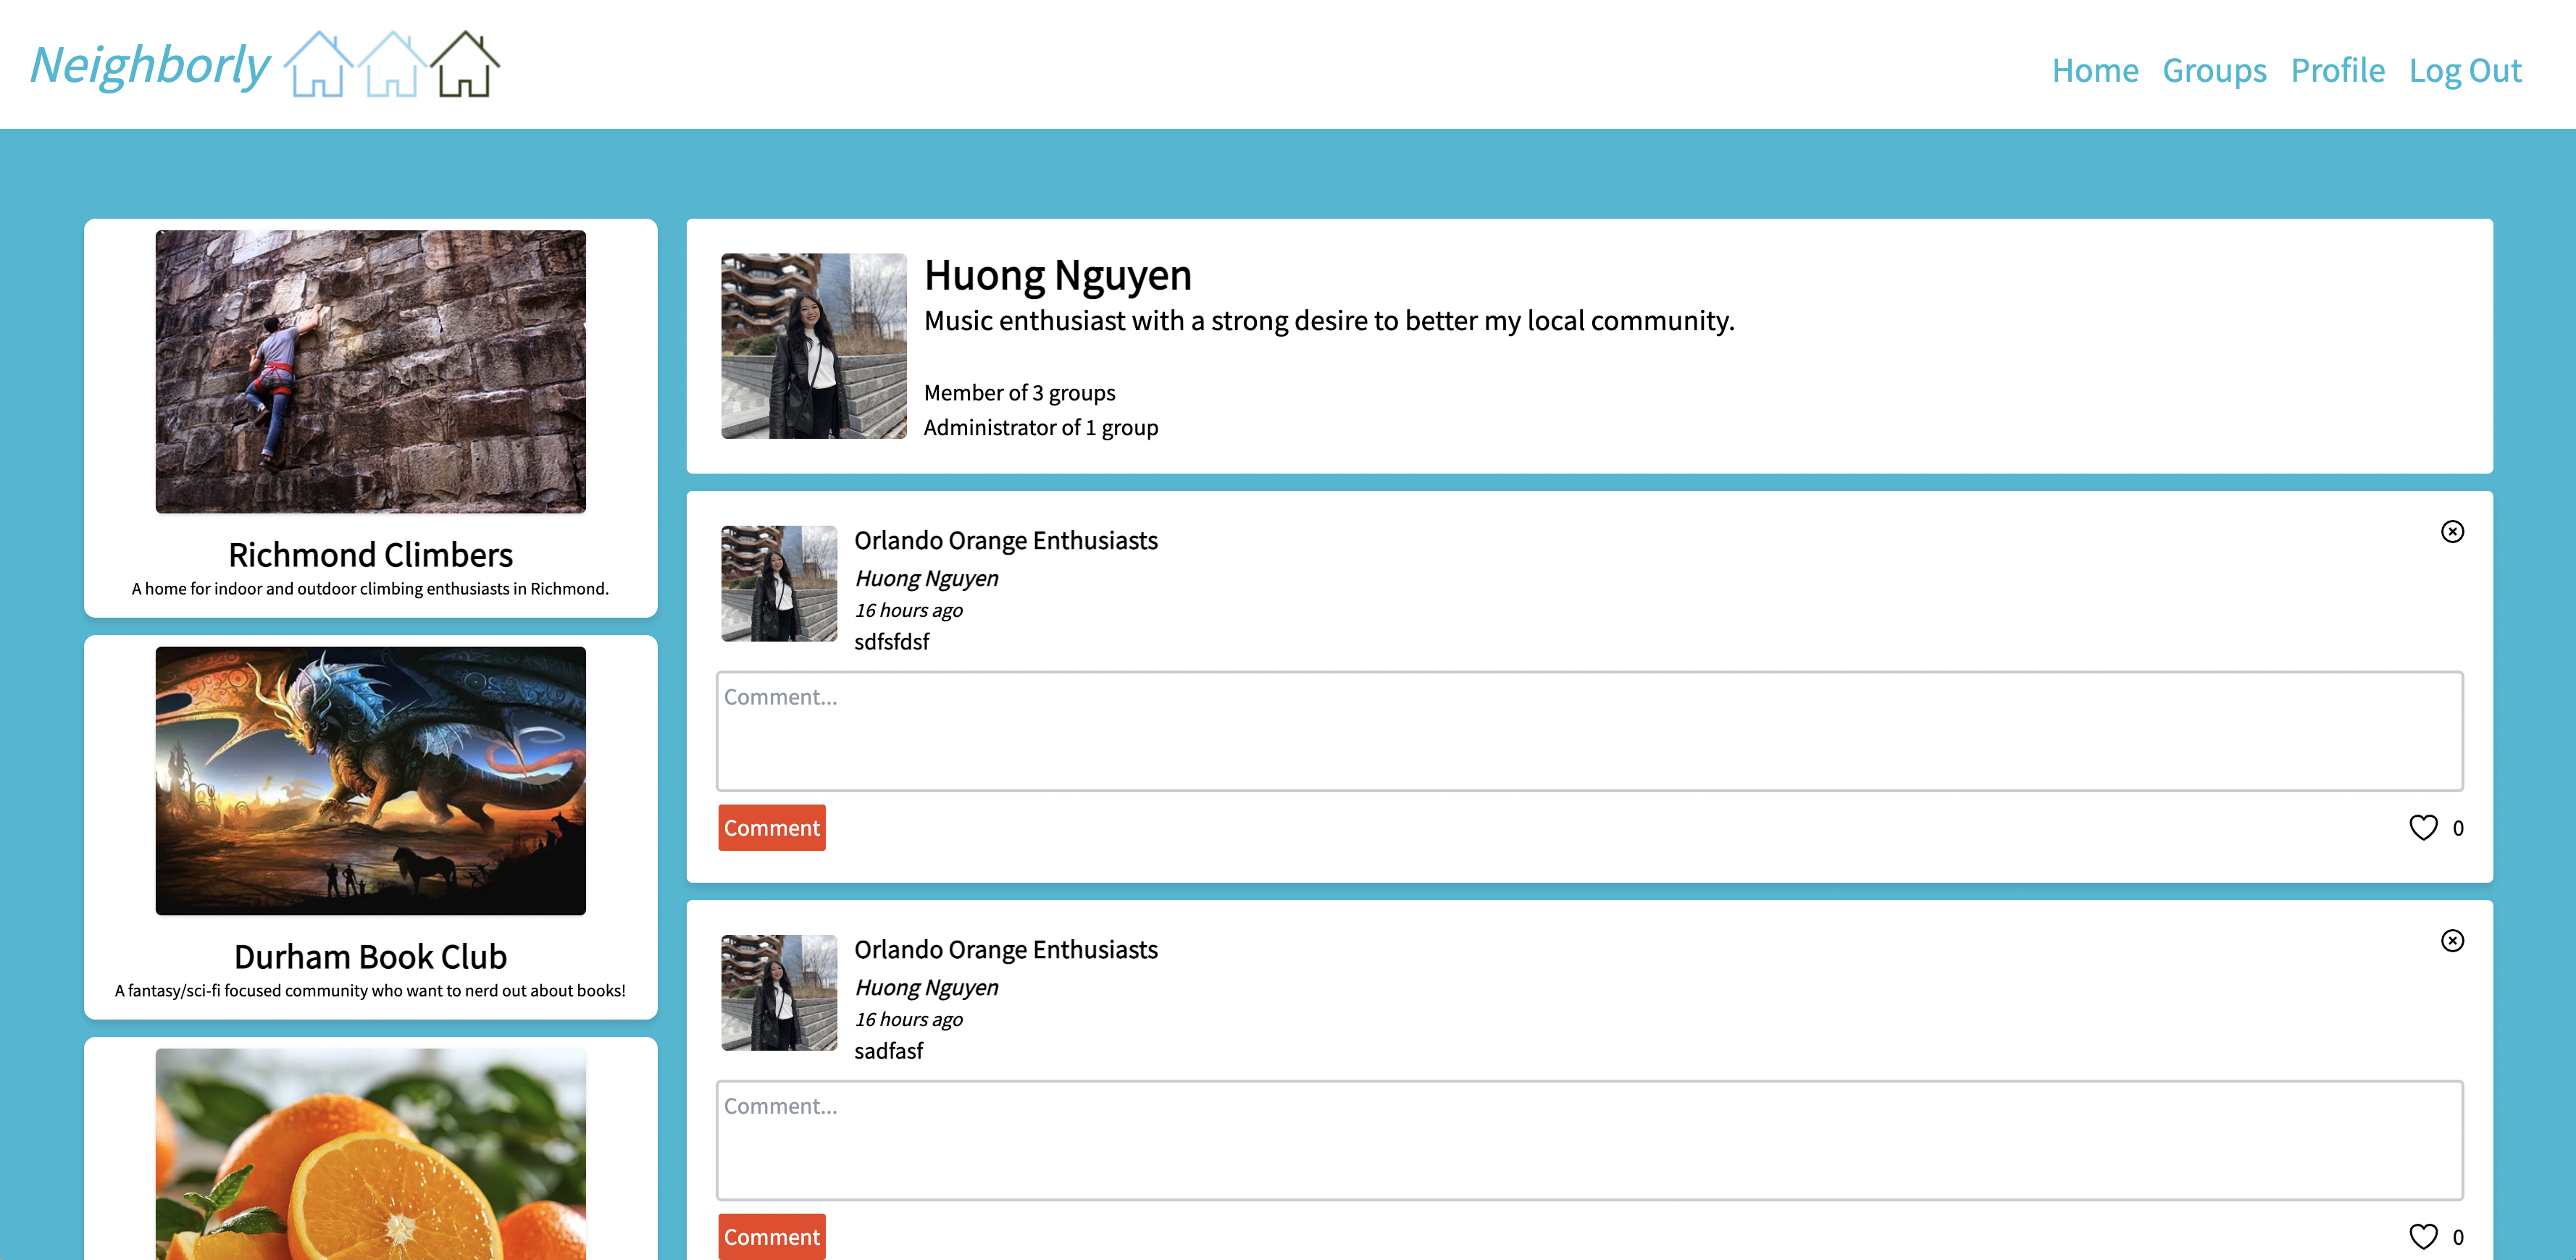 Neighborly
Home Groups Profile Log Out
Richmond Climbers
A home for indoor and outdoor climbing enthusiasts in Richmond.
Durham Book Club
A fantasy/sci-fi focused community who want to nerd out about books!
Huong Nguyen
Music enthusiast with a strong desire to better my local community.
Member of 3 groups
Administrator of 1 group
Orlando Orange Enthusiasts
Huong Nguyen
16 hours ago
sdfsfdsf
Comment...
Comment
0
Orlando Orange Enthusiasts
Huong Nguyen
16 hours ago
sadfasf
Comment...
Comment
0